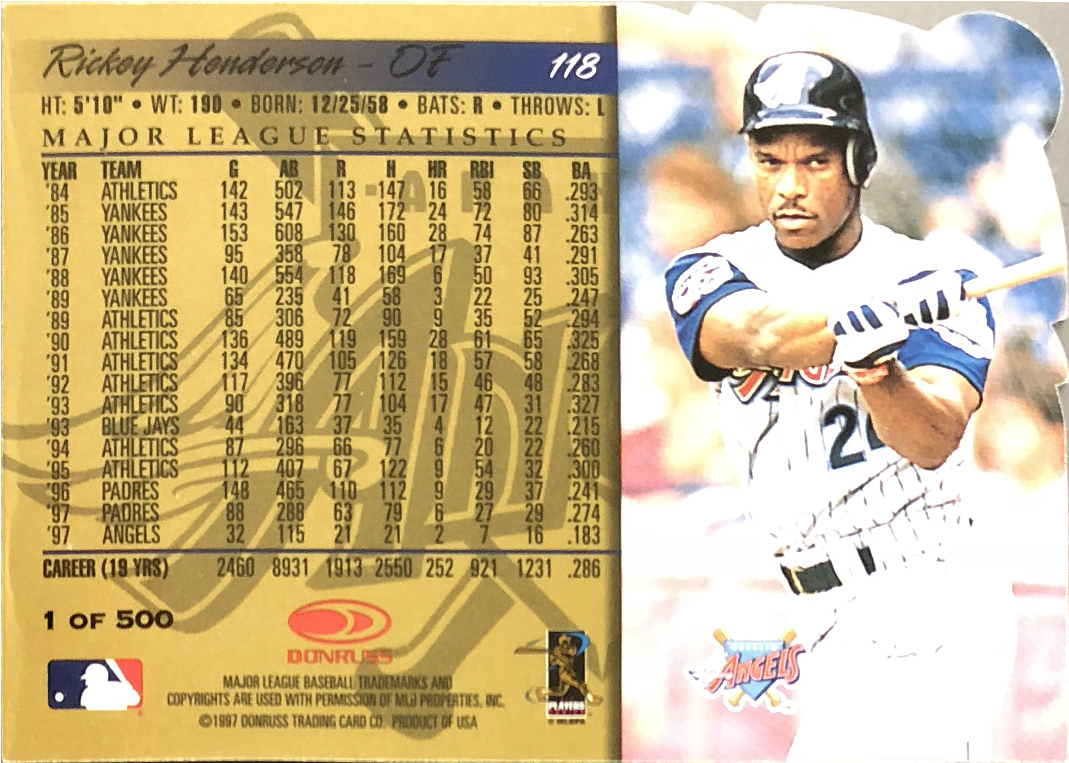 Rickey Henderson - OF 118
HT: 5'10" • WT: 190 • BORN: 12/25/58 • BATS: R • THROWS: L
MAJOR LEAGUE STATISTICS
YEAR TEAM G AB R H HR RBI SB BA
'84 ATHLETICS 142 502 113 147 16 58 66 .293
'85 YANKEES 143 547 146 172 24 72 80 .314
'86 YANKEES 153 608 130 160 28 74 87 .263
'87 YANKEES 95 358 78 104 17 37 41 .291
'88 YANKEES 140 554 118 169 6 50 93 .305
'89 YANKEES 65 235 41 58 3 22 25 .247
'89 ATHLETICS 85 306 72 90 9 35 52 .294
'90 ATHLETICS 136 489 119 159 28 61 65 .325
'91 ATHLETICS 134 470 105 126 18 57 58 .268
'92 ATHLETICS 117 396 77 112 15 46 48 .283
'93 ATHLETICS 90 318 77 104 17 47 31 .327
'93 BLUE JAYS 44 163 37 35 4 12 22 .215
'94 ATHLETICS 87 296 66 77 6 20 22 .260
'95 ATHLETICS 112 407 67 122 9 54 32 .300
'96 PADRES 148 465 110 112 9 29 37 .241
'97 PADRES 88 288 63 79 6 27 29 .274
'97 ANGELS 32 115 21 21 2 7 16 .183
CAREER (19 YRS) 2460 8931 1913 2550 252 921 1231 .286
1 OF 500
DONRUSS
MAJOR LEAGUE BASEBALL TRADEMARKS AND
COPYRIGHTS ARE USED WITH PERMISSION OF MLB PROPERTIES, INC.
©1997 DONRUSS TRADING CARD CO. PRODUCT OF USA
PLAYERS
ANGELS